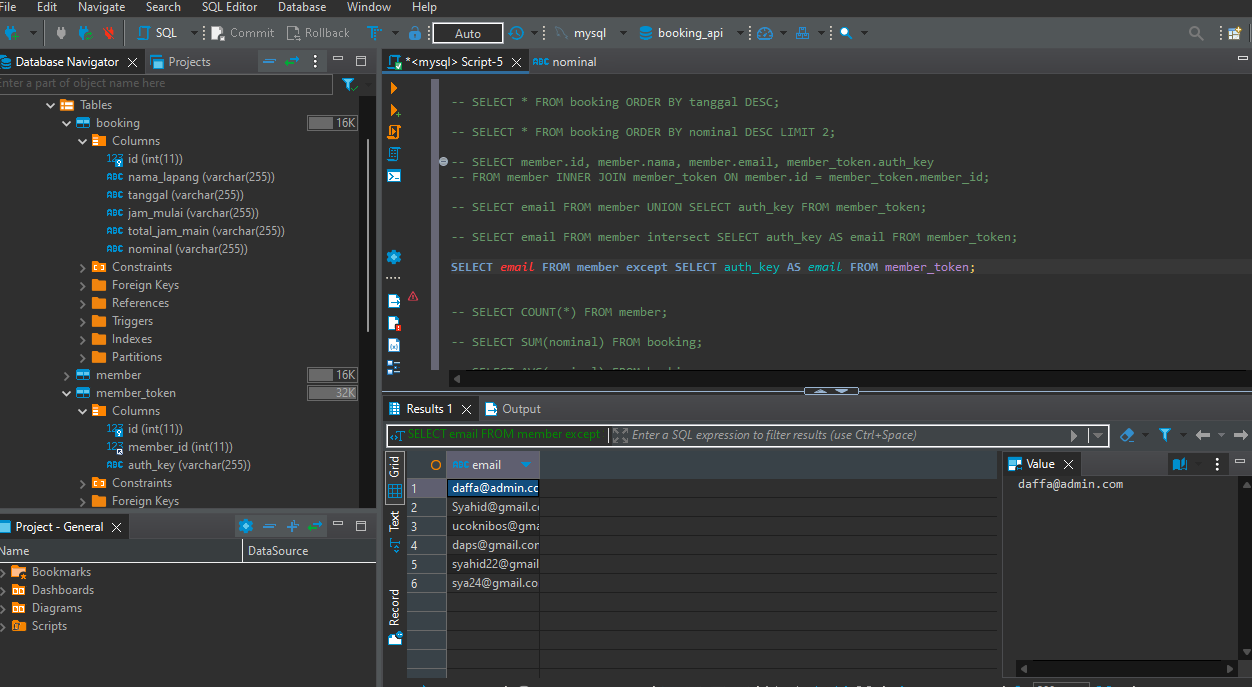 File Edit Navigate Search SQL Editor Database Window Help
SQL Commit Rollback Auto mysql booking_api
Database Navigator Projects
Enter a part of object name here
Tables
booking 16K
Columns
id (int(11))
nama_lapang (varchar(255))
tanggal (varchar(255))
jam_mulai (varchar(255))
total_jam_main (varchar(255))
nominal (varchar(255))
Constraints
Foreign Keys
References
Triggers
Indexes
Partitions
member 16K
member_token 32K
Columns
id (int(11))
member_id (int(11))
auth_key (varchar(255))
Constraints
Foreign Keys
Project - General
Name DataSource
Bookmarks
Dashboards
Diagrams
Scripts
*<mysql> Script-5 nominal
-- SELECT * FROM booking ORDER BY tanggal DESC;
-- SELECT * FROM booking ORDER BY nominal DESC LIMIT 2;
-- SELECT member.id, member.nama, member.email, member_token.auth_key
-- FROM member INNER JOIN member_token ON member.id = member_token.member_id;
-- SELECT email FROM member UNION SELECT auth_key FROM member_token;
-- SELECT email FROM member intersect SELECT auth_key AS email FROM member_token;
SELECT email FROM member except SELECT auth_key AS email FROM member_token;
-- SELECT COUNT(*) FROM member;
-- SELECT SUM(nominal) FROM booking;
Results 1 Output
SELECT email FROM member except Enter a SQL expression to filter results (use Ctrl+Space)
Grid
Text
Record
email
1 daffa@admin.co
2 Syahid@gmail.c
3 ucoknibos@gma
4 daps@gmail.com
5 syahid22@gmail
6 sya24@gmail.co
Value
daffa@admin.com